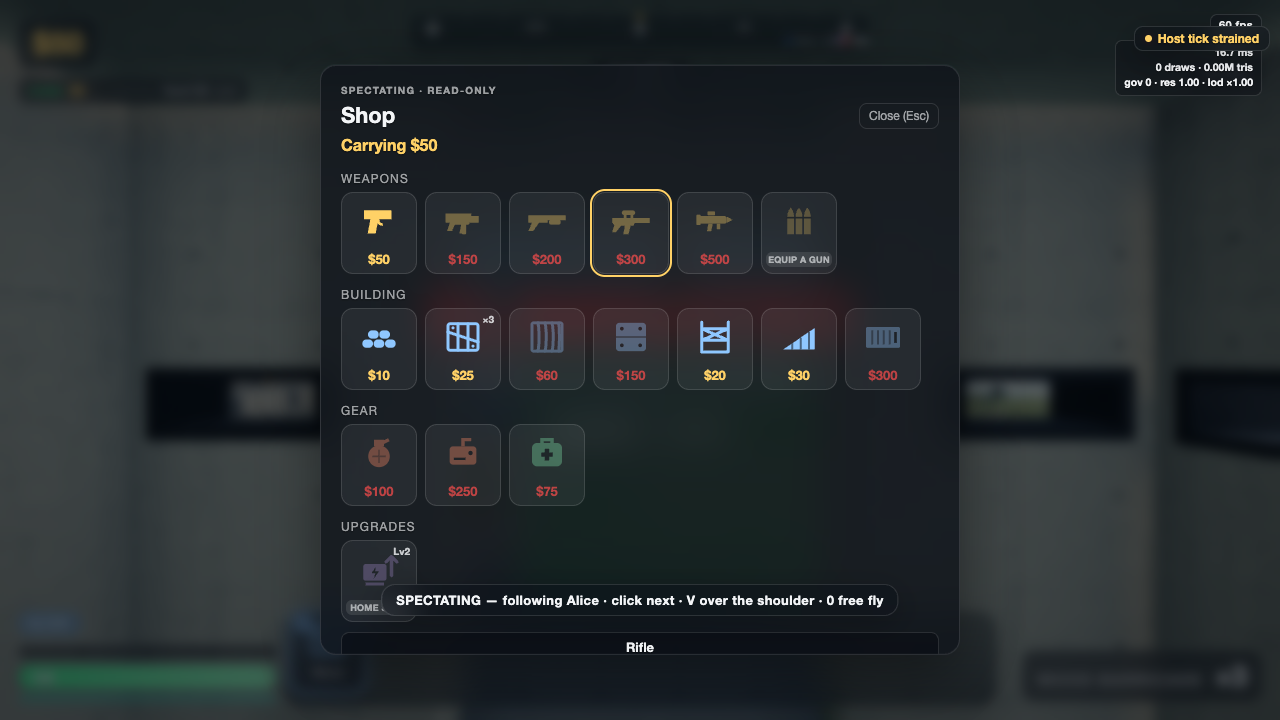 60 fps
Host tick strained
16.7 ms
0 draws · 0.00M tris
gov 0 · res 1.00 · lod ×1.00
SPECTATING · READ-ONLY
Shop
Close (Esc)
Carrying $50
WEAPONS
$50
$150
$200
$300
$500
EQUIP A GUN
BUILDING
×3
$10
$25
$60
$150
$20
$30
$300
GEAR
$100
$250
$75
UPGRADES
Lv2
HOME
SPECTATING — following Alice · click next · V over the shoulder · 0 free fly
Rifle